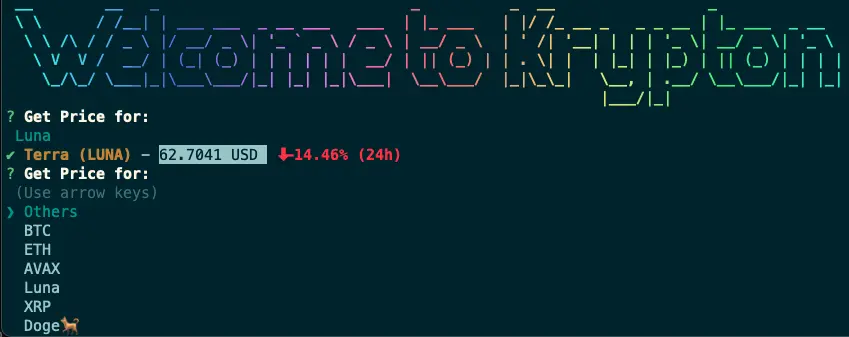 Welcome to Krypton
? Get Price for:
Luna
✔ Terra (LUNA) - 62.7041 USD 🡇-14.46% (24h)
? Get Price for:
(Use arrow keys)
❯ Others
BTC
ETH
AVAX
Luna
XRP
Doge🐕